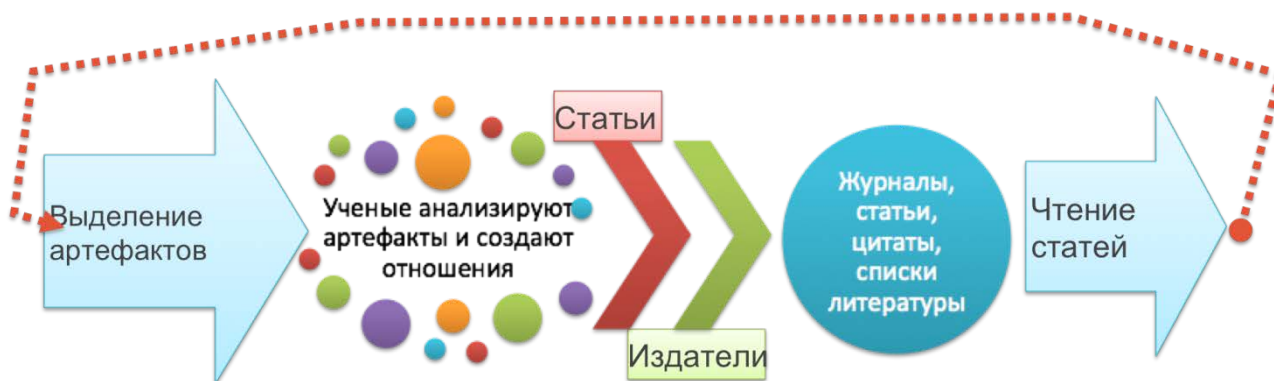 Выделение
артефактов
Ученые анализируют
артефакты и создают
отношения
Статьи
Издатели
Журналы,
статьи,
цитаты,
списки
литературы
Чтение
статей